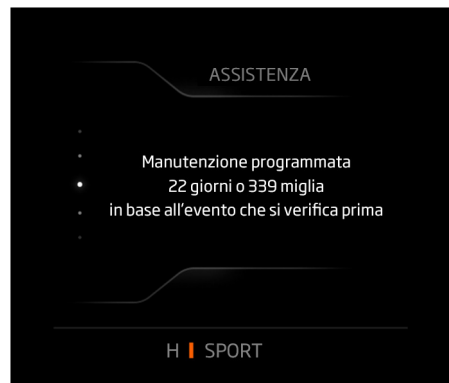 ASSISTENZA
Manutenzione programmata
22 giorni o 339 miglia
in base all'evento che si verifica prima
H SPORT